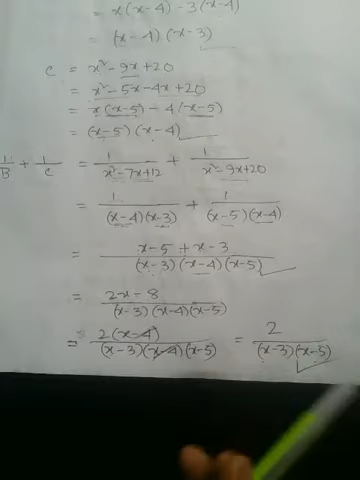 = x(x-4) - 3(x-4)
= (x-4)(x-3)
C = x² - 9x + 20
= x² - 5x - 4x + 20
= x(x-5) - 4(x-5)
= (x-5)(x-4)
1/B + 1/C = 1/(x² - 7x + 12) + 1/(x² - 9x + 20)
= 1/((x-4)(x-3)) + 1/((x-5)(x-4))
= (x - 5 + x - 3)/((x-3)(x-4)(x-5))
= (2x - 8)/((x-3)(x-4)(x-5))
= 2(x-4)/((x-3)(x-4)(x-5)) = 2/((x-3)(x-5))